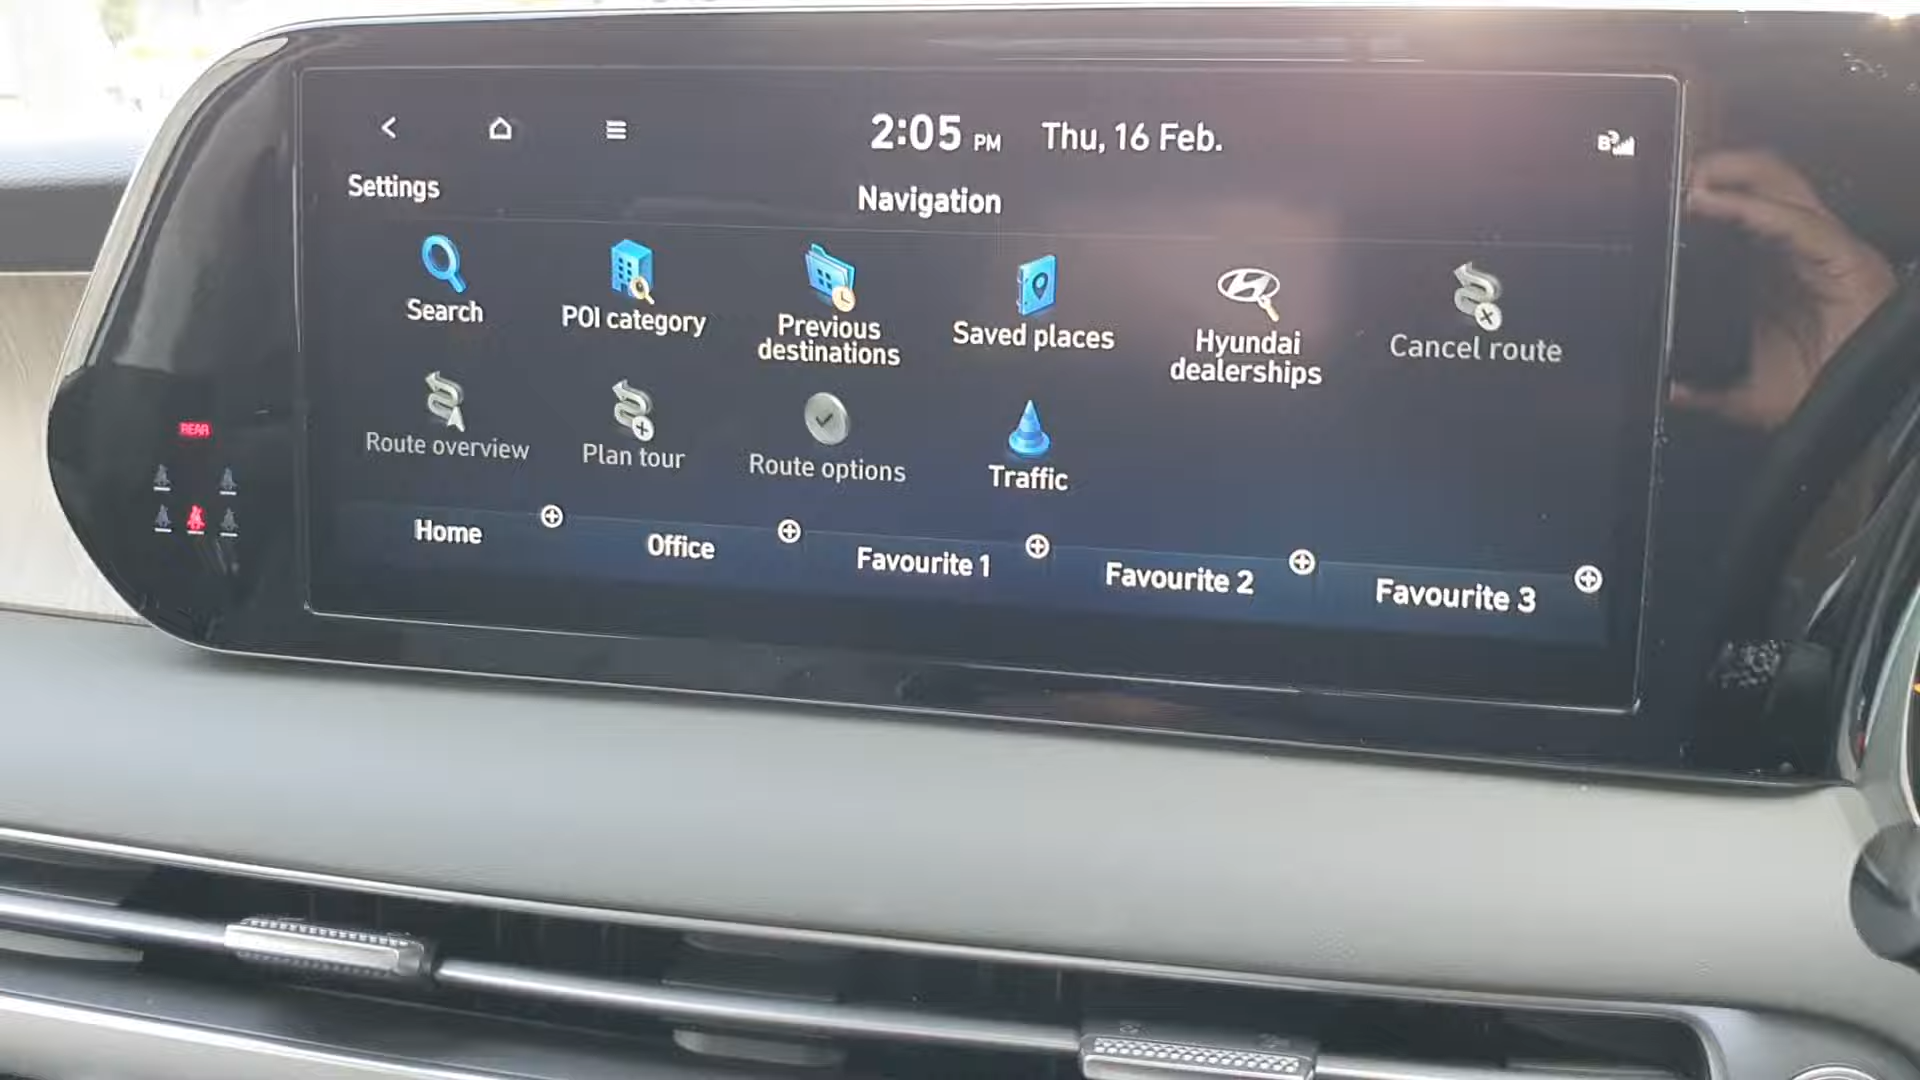 2:05 PM Thu, 16 Feb.
Settings
Navigation
Search
POI category
Previous
destinations
Saved places
Hyundai
dealerships
Cancel route
Route overview
Plan tour
Route options
Traffic
REAR
Home
Office
Favourite 1
Favourite 2
Favourite 3